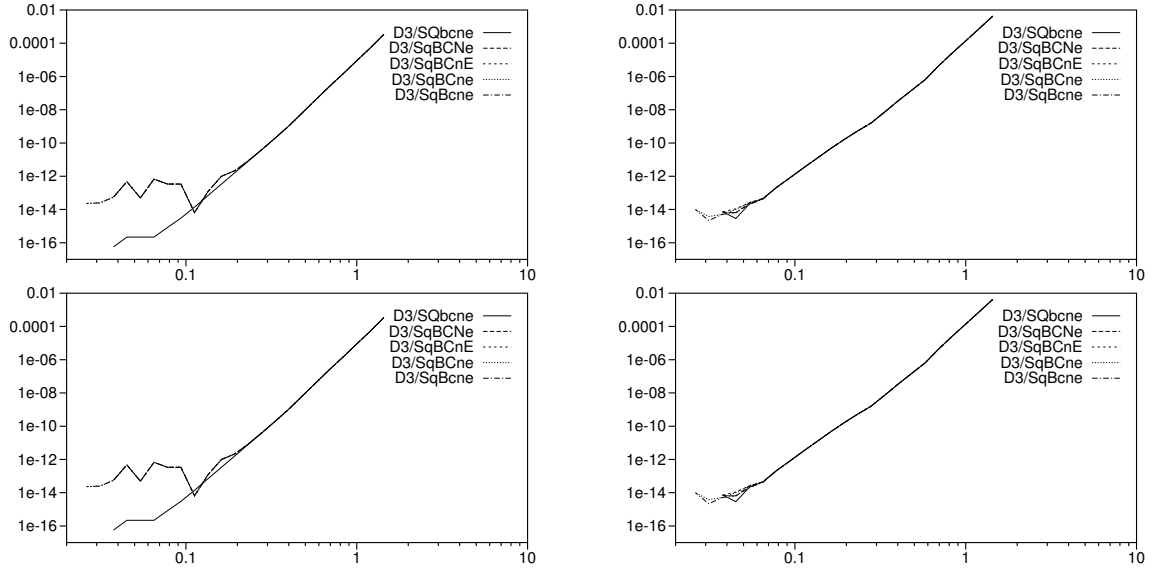 0.01
0.0001
1e-06
1e-08
1e-10
1e-12
1e-14
1e-16
0.1
1
10
D3/SQbcne
D3/SqBCNe
D3/SqBCnE
D3/SqBCne
D3/SqBcne
0.01
0.0001
1e-06
1e-08
1e-10
1e-12
1e-14
1e-16
0.1
1
10
D3/SQbcne
D3/SqBCNe
D3/SqBCnE
D3/SqBCne
D3/SqBcne
0.01
0.0001
1e-06
1e-08
1e-10
1e-12
1e-14
1e-16
0.1
1
10
D3/SQbcne
D3/SqBCNe
D3/SqBCnE
D3/SqBCne
D3/SqBcne
0.01
0.0001
1e-06
1e-08
1e-10
1e-12
1e-14
1e-16
0.1
1
10
D3/SQbcne
D3/SqBCNe
D3/SqBCnE
D3/SqBCne
D3/SqBcne